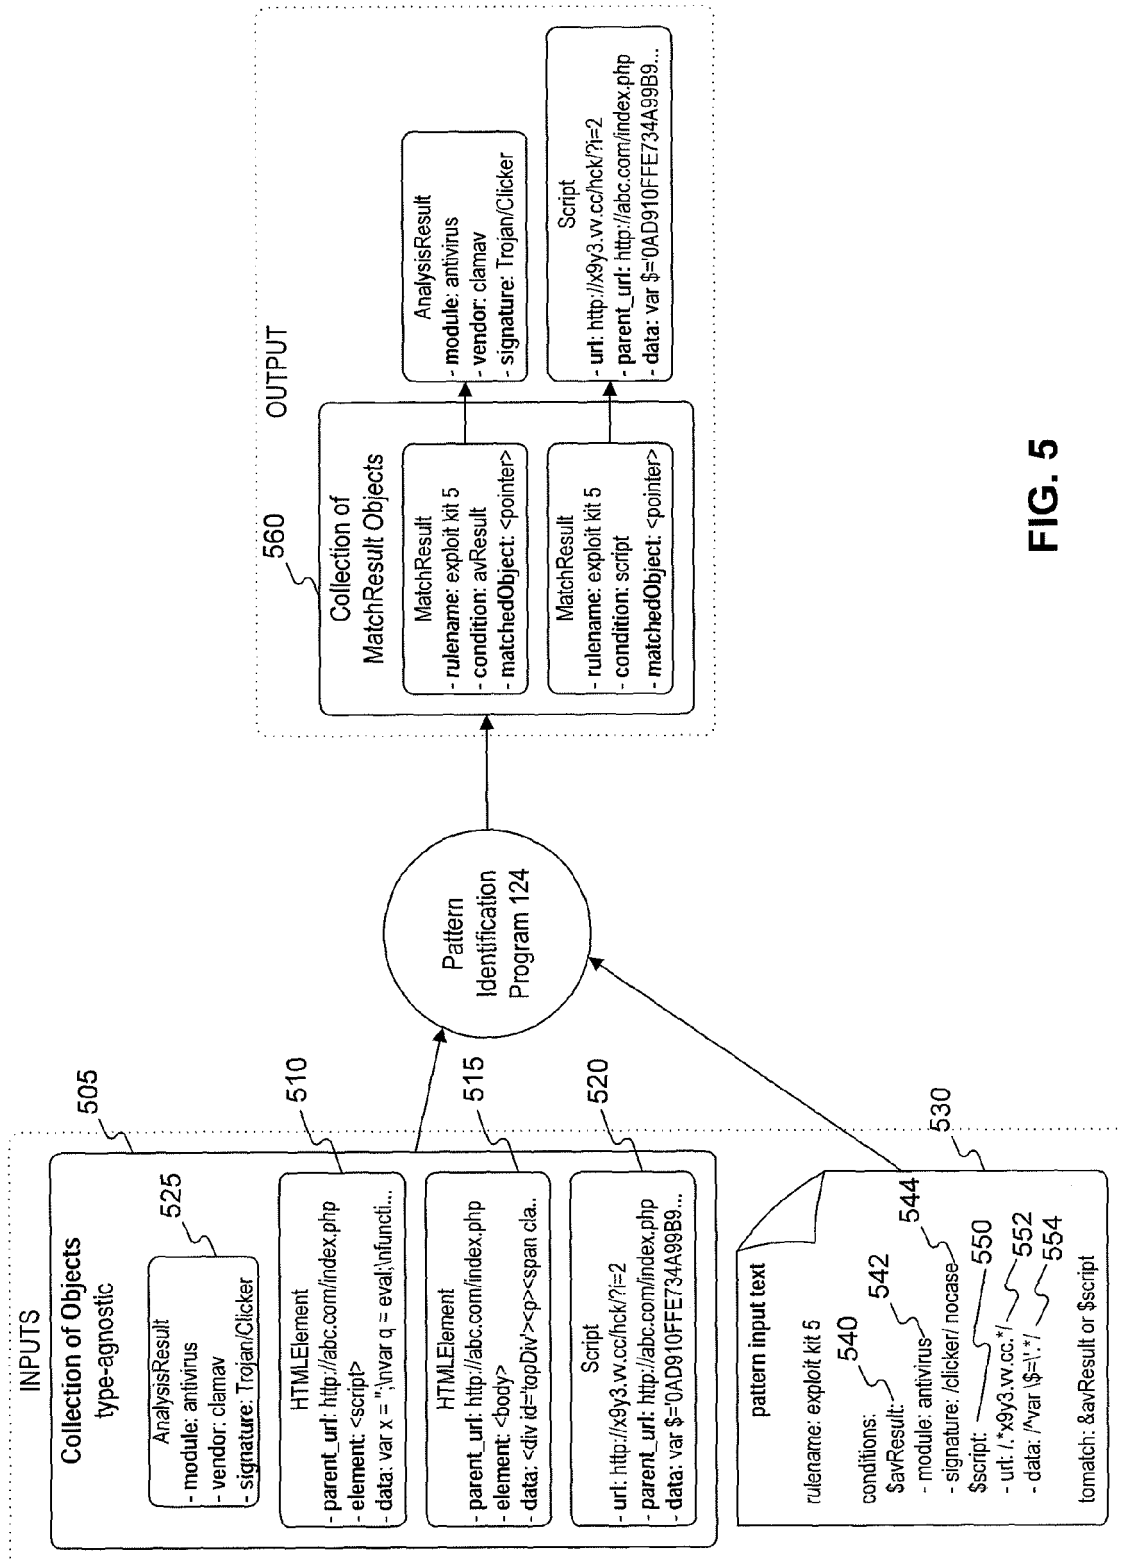 INPUTS
505
Collection of Objects
type-agnostic
525
AnalysisResult
- module: antivirus
- vendor: clamav
- signature: Trojan/Clicker
510
HTMLElement
- parent_url: http://abc.com/index.php
- element: <script>
- data: var x = '';\nvar q = eval;\nfuncti...
515
HTMLElement
- parent_url: http://abc.com/index.php
- element: <body>
- data: <div id='topDiv'><p><span cla..
520
Script
- url: http://x9y3.vv.cc/hck/?i=2
- parent_url: http://abc.com/index.php
- data: var $='0AD910FFE734A99B9...
530
pattern input text
rulename: exploit kit 5
conditions:
540
$avResult:
542
- module: antivirus
544
- signature: /clicker/ nocase
$script:
550
- url: /.*x9y3.vv.cc.*/
552
- data: /^var \$=\'.*/
554
tomatch: &avResult or $script
Pattern
Identification
Program 124
OUTPUT
560
Collection of
MatchResult Objects
MatchResult
- rulename: exploit kit 5
- condition: avResult
- matchedObject: <pointer>
MatchResult
- rulename: exploit kit 5
- condition: script
- matchedObject: <pointer>
AnalysisResult
- module: antivirus
- vendor: clamav
- signature: Trojan/Clicker
Script
- url: http://x9y3.vv.cc/hck/?i=2
- parent_url: http://abc.com/index.php
- data: var $='0AD910FFE734A99B9...
FIG. 5